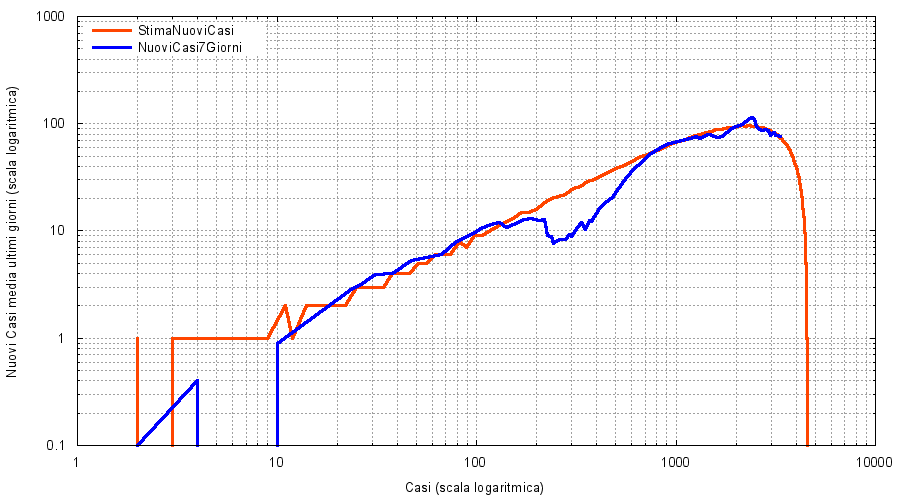 1000
100
10
1
0.1
StimaNuoviCasi
NuoviCasi7Giorni
Nuovi Casi media ultimi giorni (scala logaritmica)
1 10 100 1000 10000
Casi (scala logaritmica)